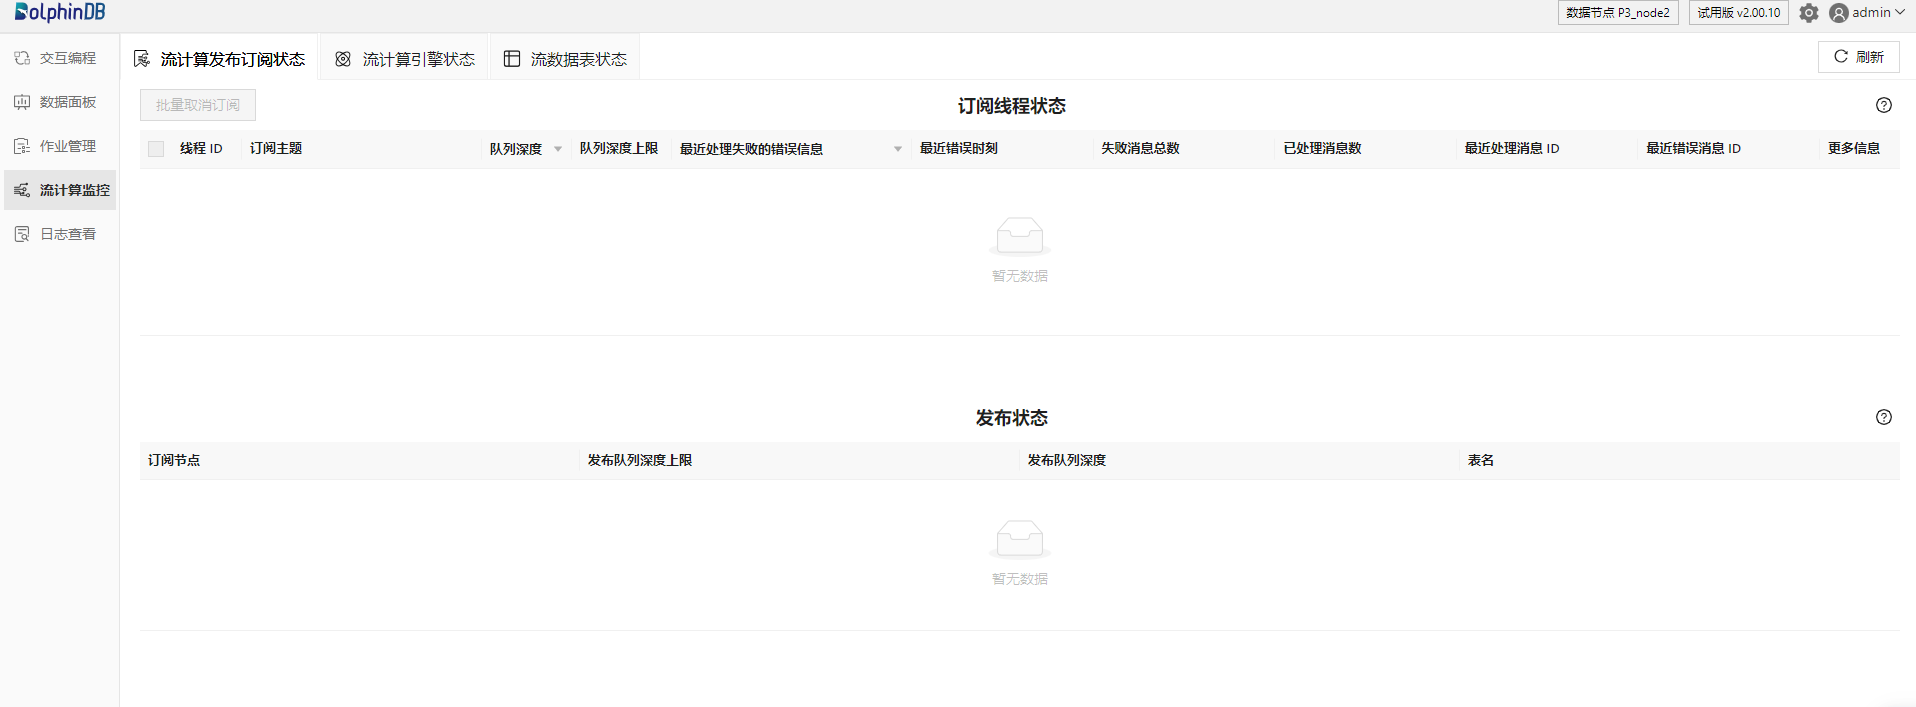 DolphinDB
数据节点 P3_node2
试用版 v2.00.10
admin
交互编程
数据面板
作业管理
流计算监控
日志查看
流计算发布订阅状态
流计算引擎状态
流数据表状态
刷新
批量取消订阅
订阅线程状态
线程 ID 订阅主题 队列深度 队列深度上限 最近处理失败的错误信息 最近错误时刻 失败消息总数 已处理消息数 最近处理消息 ID 最近错误消息 ID 更多信息
暂无数据
发布状态
订阅节点 发布队列深度上限 发布队列深度 表名
暂无数据